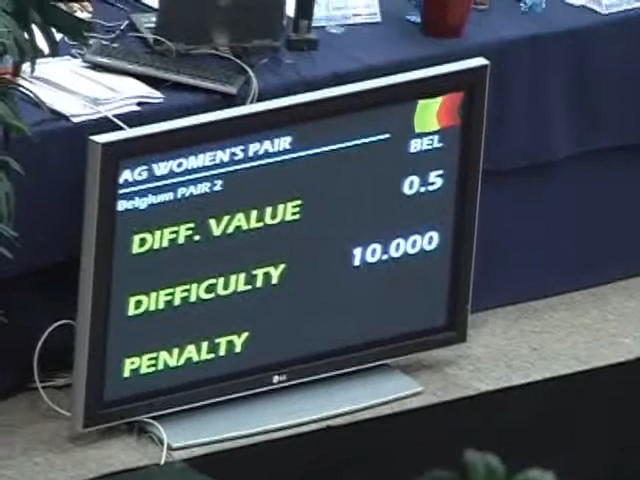 AG WOMEN'S PAIR
BEL
Belgium PAIR 2
DIFF. VALUE 0.5
DIFFICULTY 10.000
PENALTY
LG